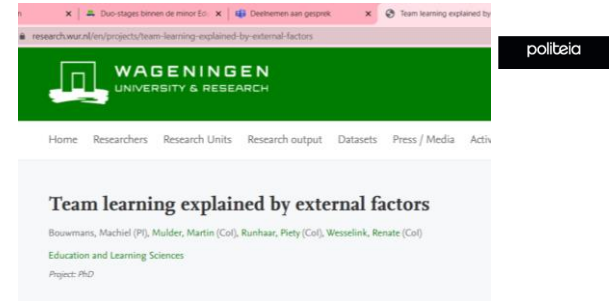 Duo-stages binnen de minor Ed
Deelnemen aan gesprek
Team learning explained by
research.wur.nl/en/projects/team-learning-explained-by-external-factors
politeia
WAGENINGEN
UNIVERSITY & RESEARCH
Home Researchers Research Units Research output Datasets Press / Media Activ
Team learning explained by external factors
Bouwmans, Machiel (PI), Mulder, Martin (CoI), Runhaar, Piety (CoI), Wesselink, Renate (CoI)
Education and Learning Sciences
Project: PhD